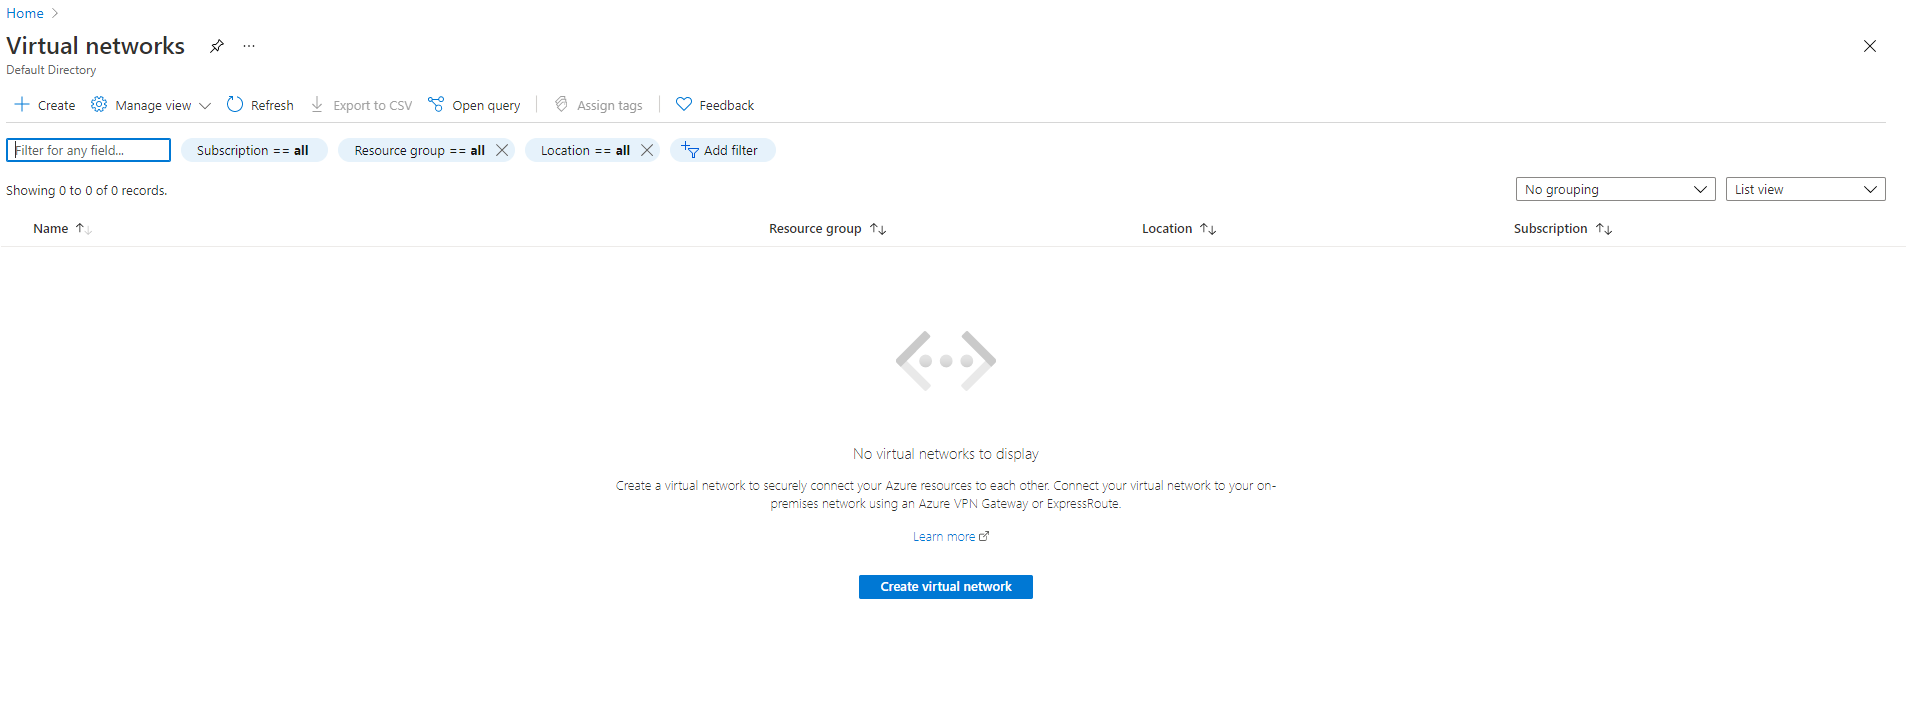 Home
Virtual networks
Default Directory
Create Manage view Refresh Export to CSV Open query Assign tags Feedback
Filter for any field... Subscription == all Resource group == all Location == all Add filter
Showing 0 to 0 of 0 records. No grouping List view
Name Resource group Location Subscription
No virtual networks to display
Create a virtual network to securely connect your Azure resources to each other. Connect your virtual network to your on-
premises network using an Azure VPN Gateway or ExpressRoute.
Learn more
Create virtual network